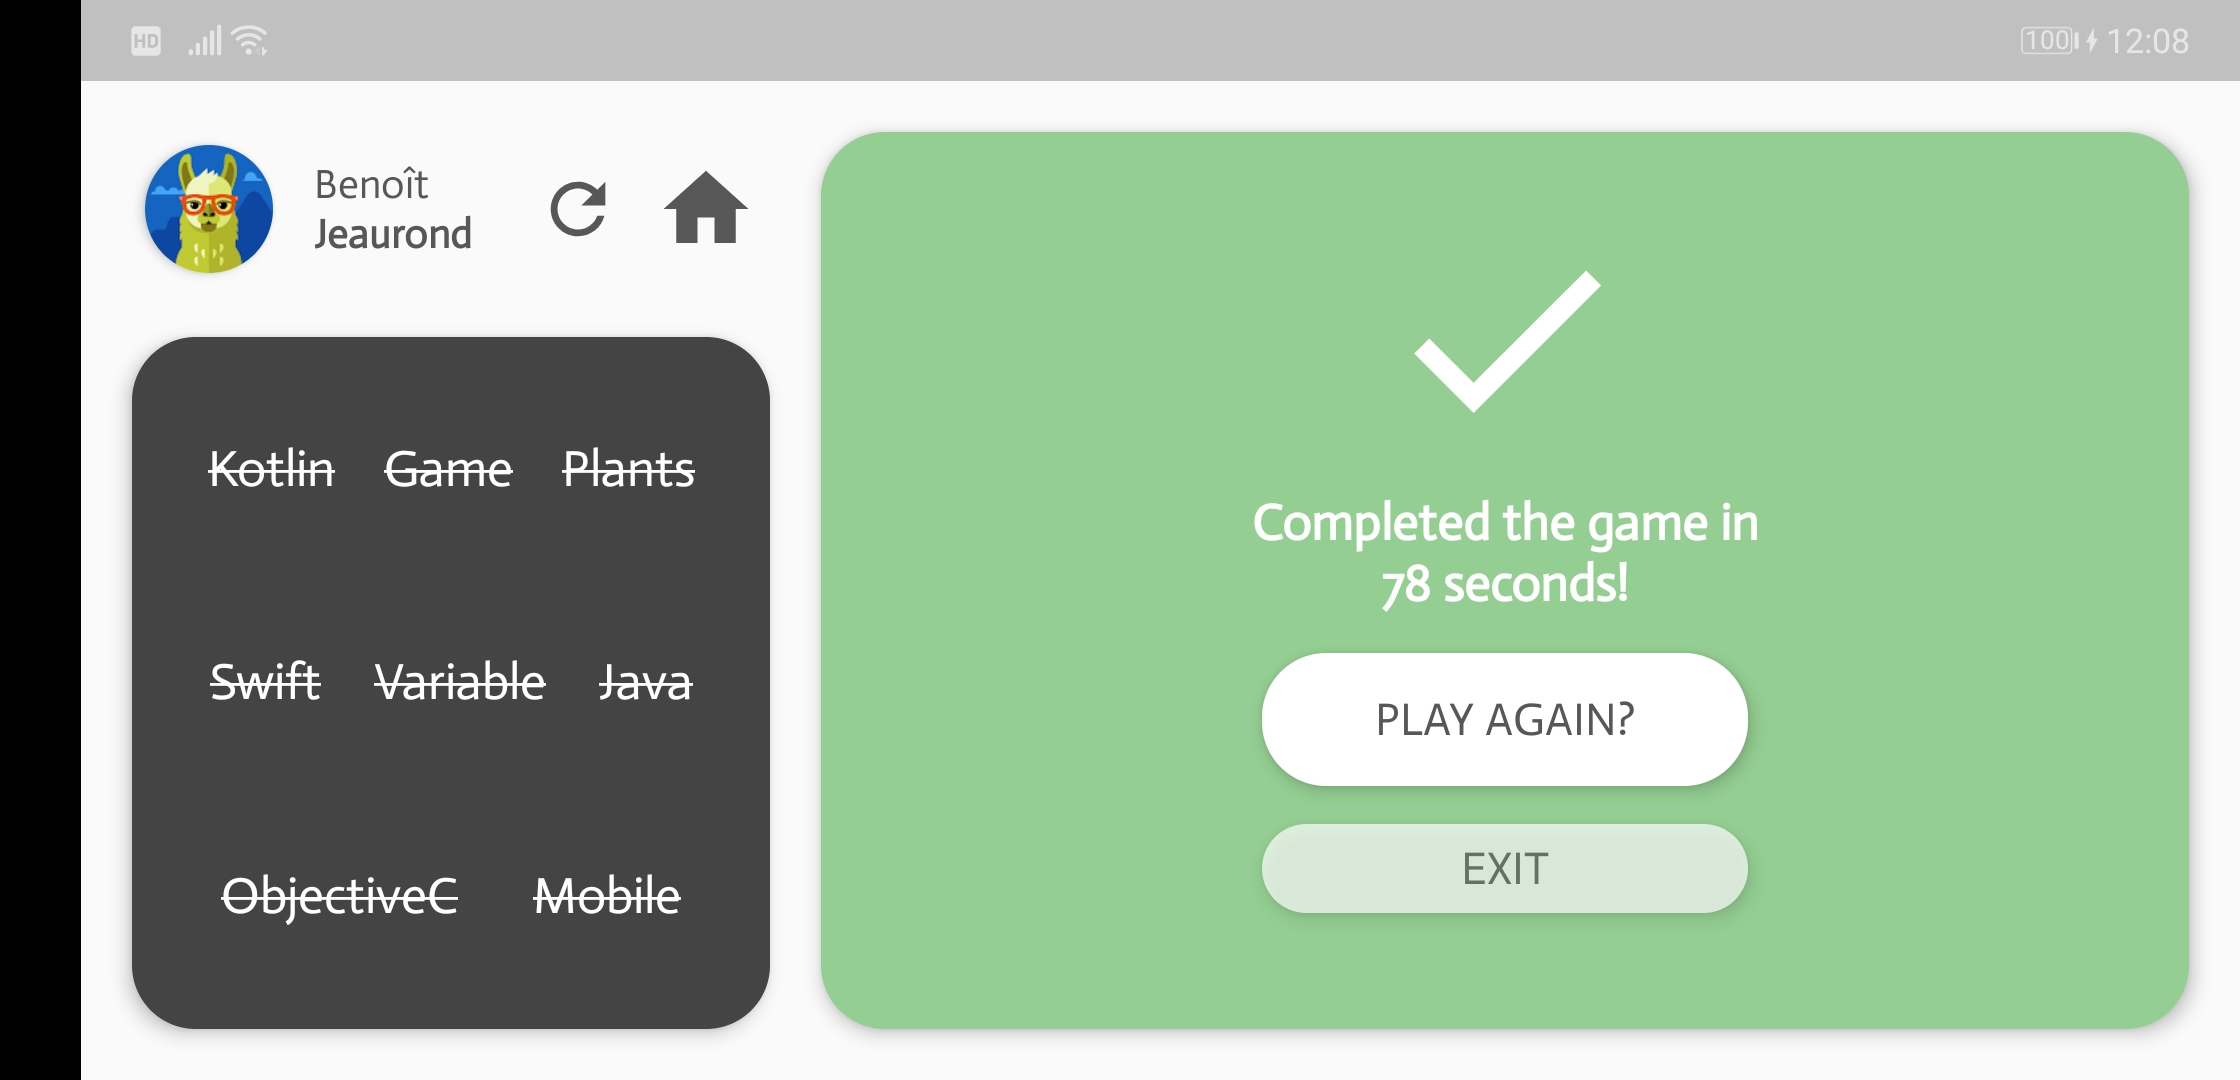 HD
100 12:08
Benoît
Jeaurond
Kotlin Game Plants
Swift Variable Java
ObjectiveC Mobile
Completed the game in
78 seconds!
PLAY AGAIN?
EXIT